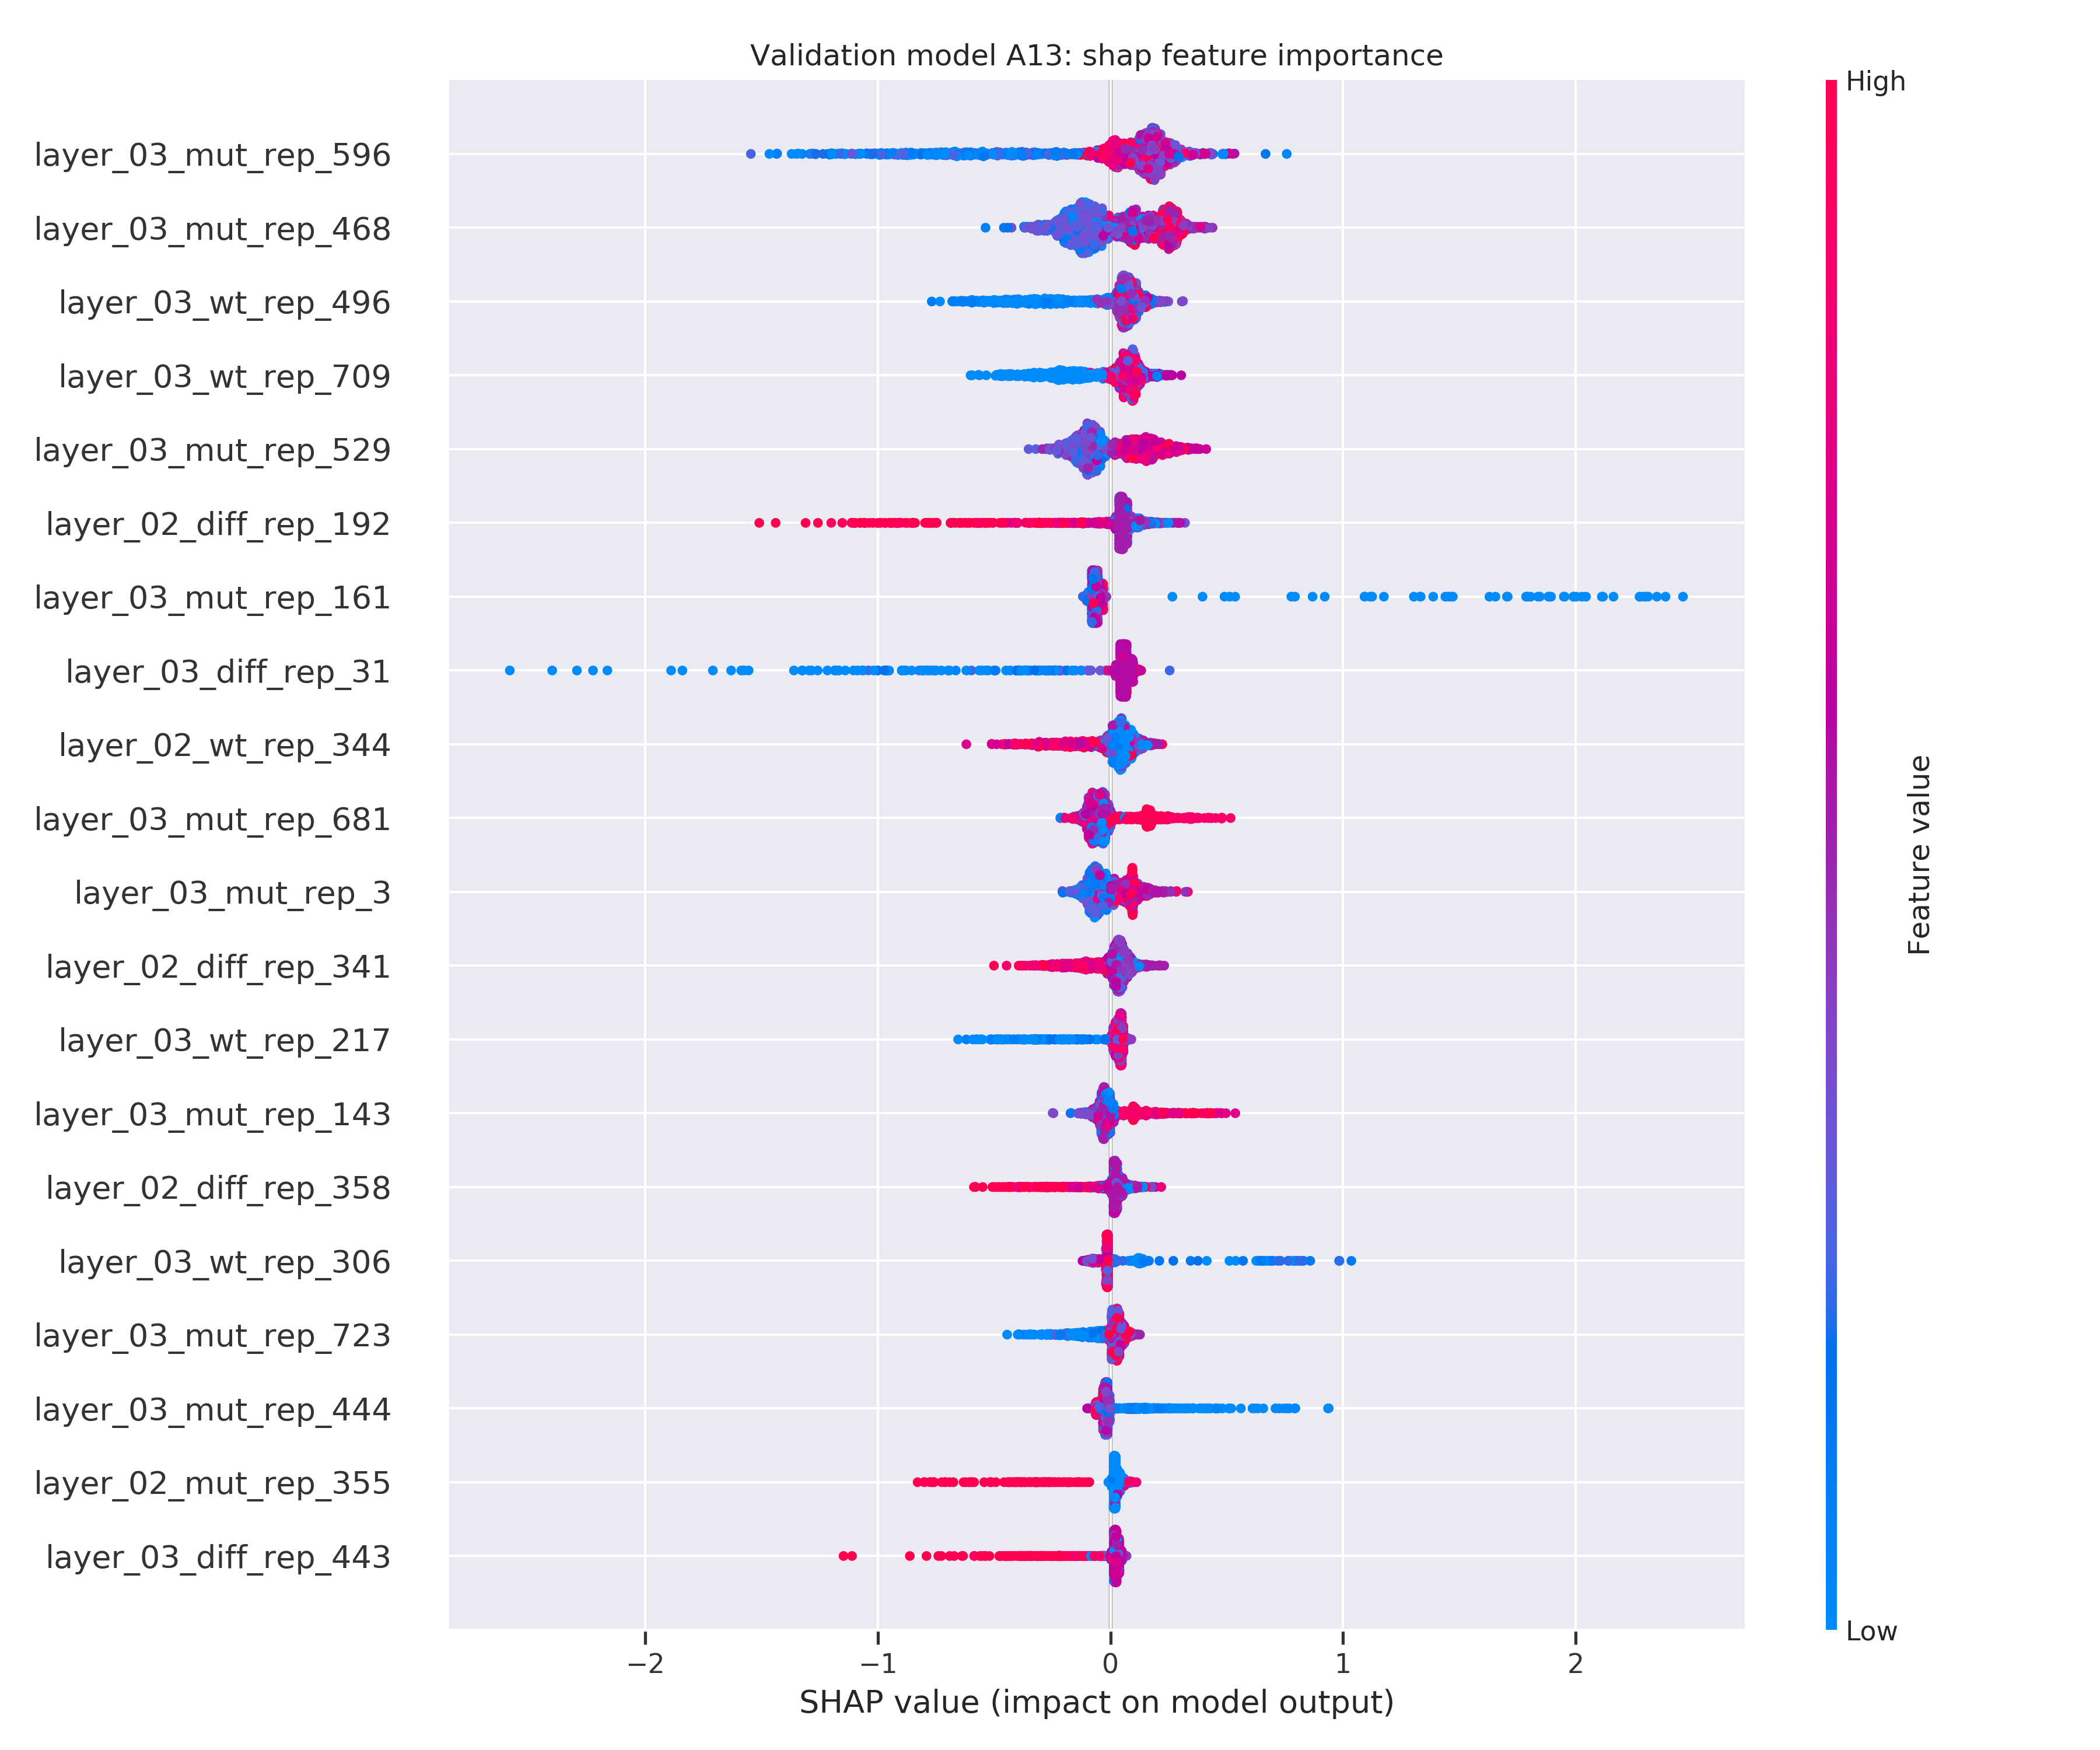 Validation model A13: shap feature importance
High
layer_03_mut_rep_596
layer_03_mut_rep_468
layer_03_wt_rep_496
layer_03_wt_rep_709
layer_03_mut_rep_529
layer_02_diff_rep_192
layer_03_mut_rep_161
layer_03_diff_rep_31
layer_02_wt_rep_344
layer_03_mut_rep_681
layer_03_mut_rep_3
layer_02_diff_rep_341
layer_03_wt_rep_217
layer_03_mut_rep_143
layer_02_diff_rep_358
layer_03_wt_rep_306
layer_03_mut_rep_723
layer_03_mut_rep_444
layer_02_mut_rep_355
layer_03_diff_rep_443
Feature value
Low
−2 −1 0 1 2
SHAP value (impact on model output)